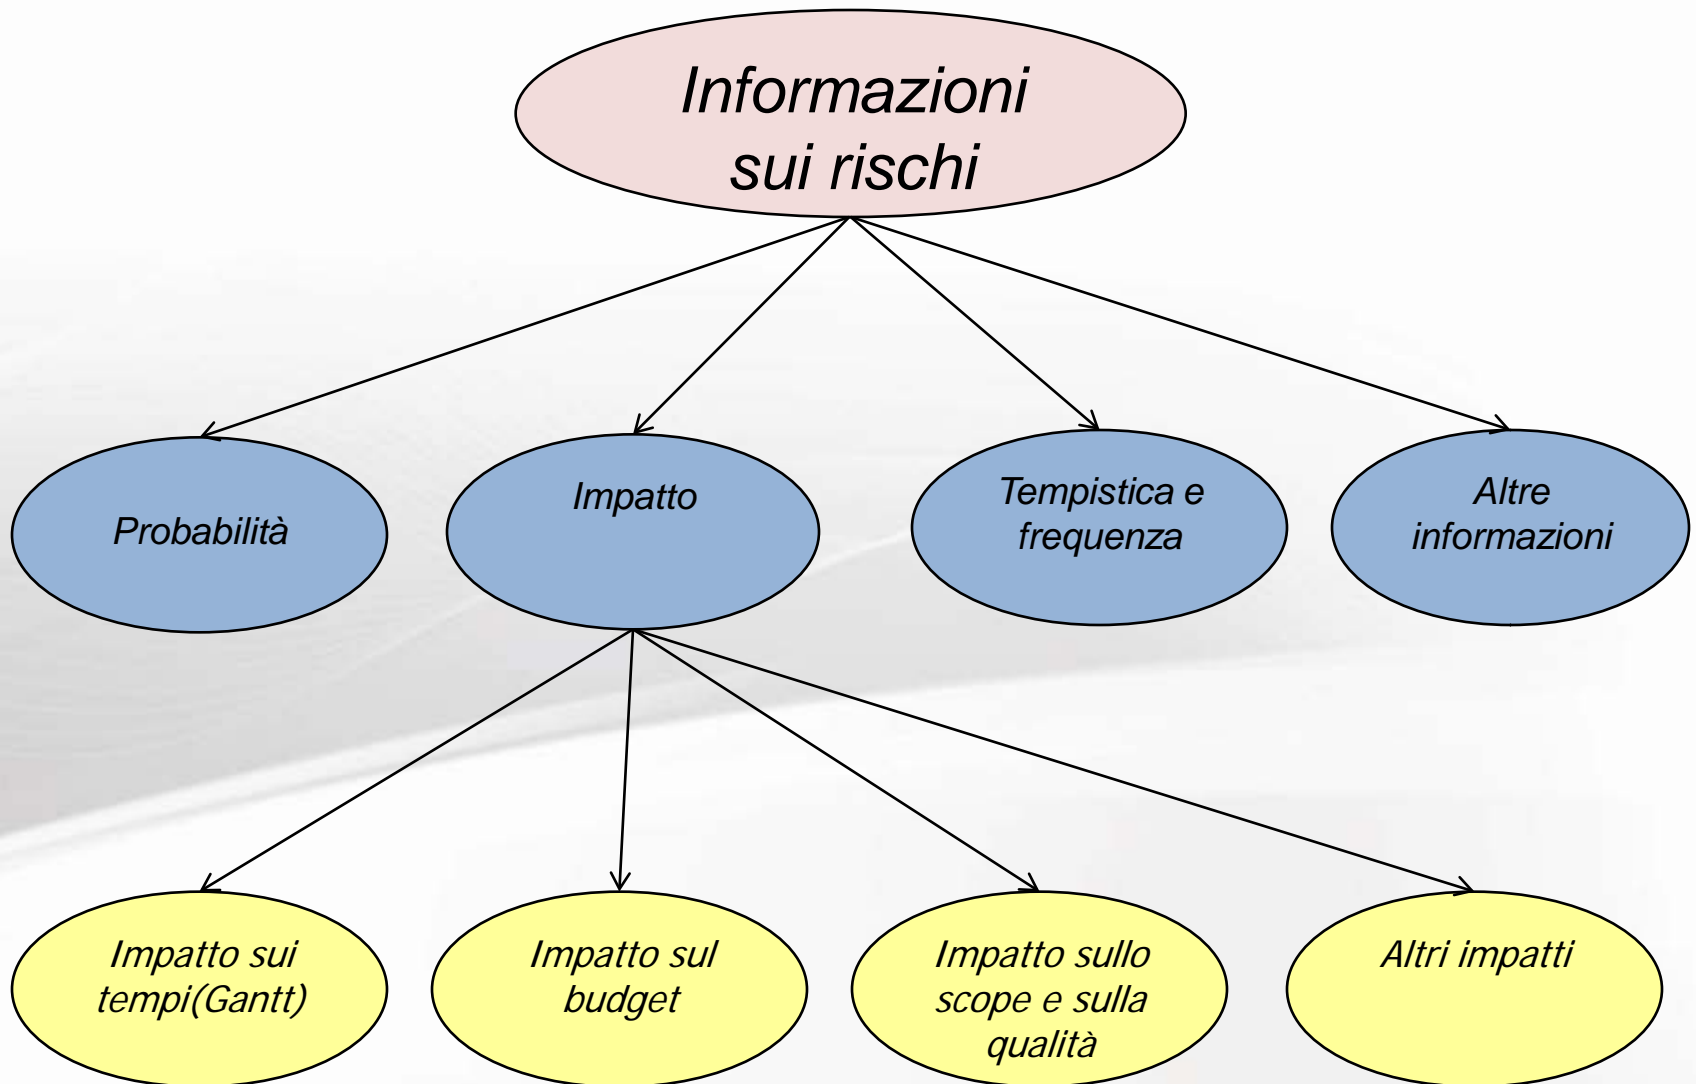 Informazioni
sui rischi
Probabilità
Impatto
Tempistica e
frequenza
Altre
informazioni
Impatto sui
tempi(Gantt)
Impatto sul
budget
Impatto sullo
scope e sulla
qualità
Altri impatti